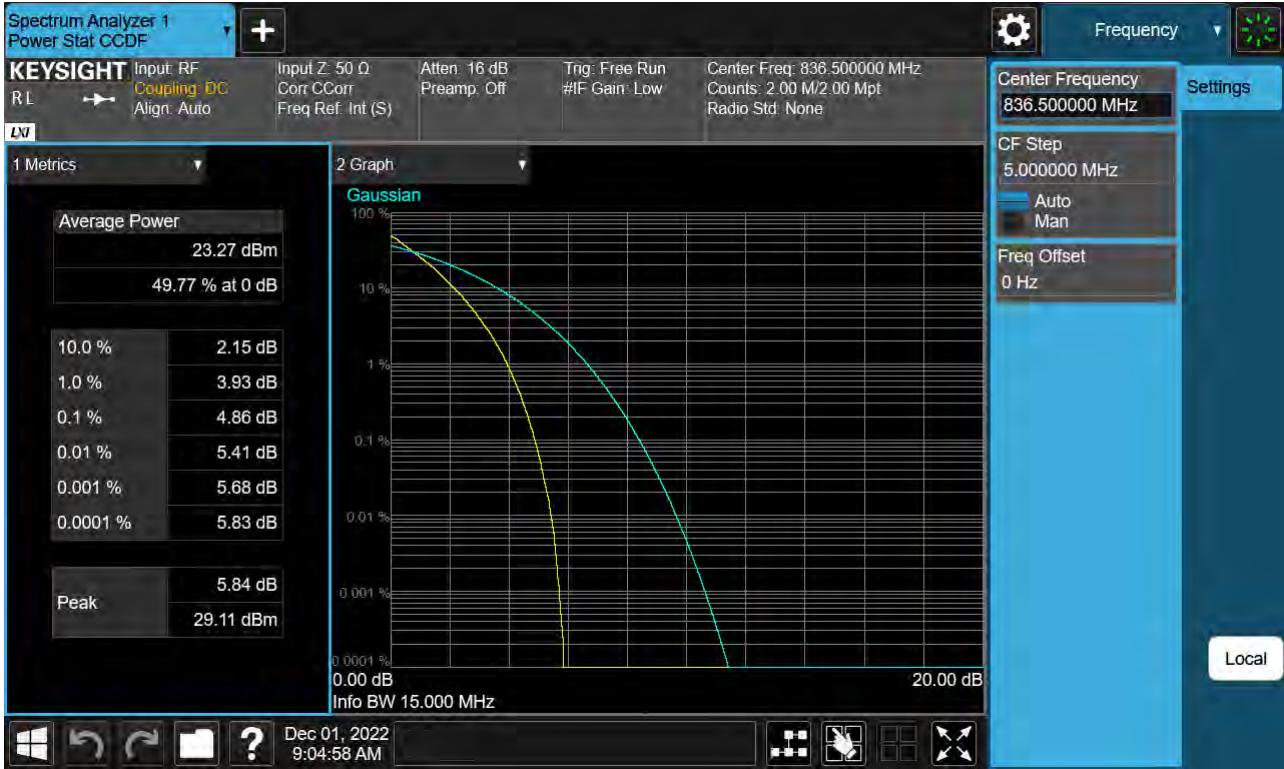 Spectrum Analyzer 1
Power Stat CCDF
+
Frequency
KEYSIGHT
RL
LXI
Input: RF
Coupling: DC
Align: Auto
Input Z: 50 Ω
Corr CCorr
Freq Ref: Int (S)
Atten: 16 dB
Preamp: Off
Trig: Free Run
#IF Gain: Low
Center Freq: 836.500000 MHz
Counts: 2.00 M/2.00 Mpt
Radio Std: None
Center Frequency
836.500000 MHz
Settings
CF Step
5.000000 MHz
Auto
Man
Freq Offset
0 Hz
1 Metrics
Average Power
23.27 dBm
49.77 % at 0 dB
10.0 % 2.15 dB
1.0 % 3.93 dB
0.1 % 4.86 dB
0.01 % 5.41 dB
0.001 % 5.68 dB
0.0001 % 5.83 dB
Peak 5.84 dB
29.11 dBm
2 Graph
Gaussian
100 %
10 %
1 %
0.1 %
0.01 %
0.001 %
0.0001 %
0.00 dB 20.00 dB
Info BW 15.000 MHz
Local
?
Dec 01, 2022
9:04:58 AM